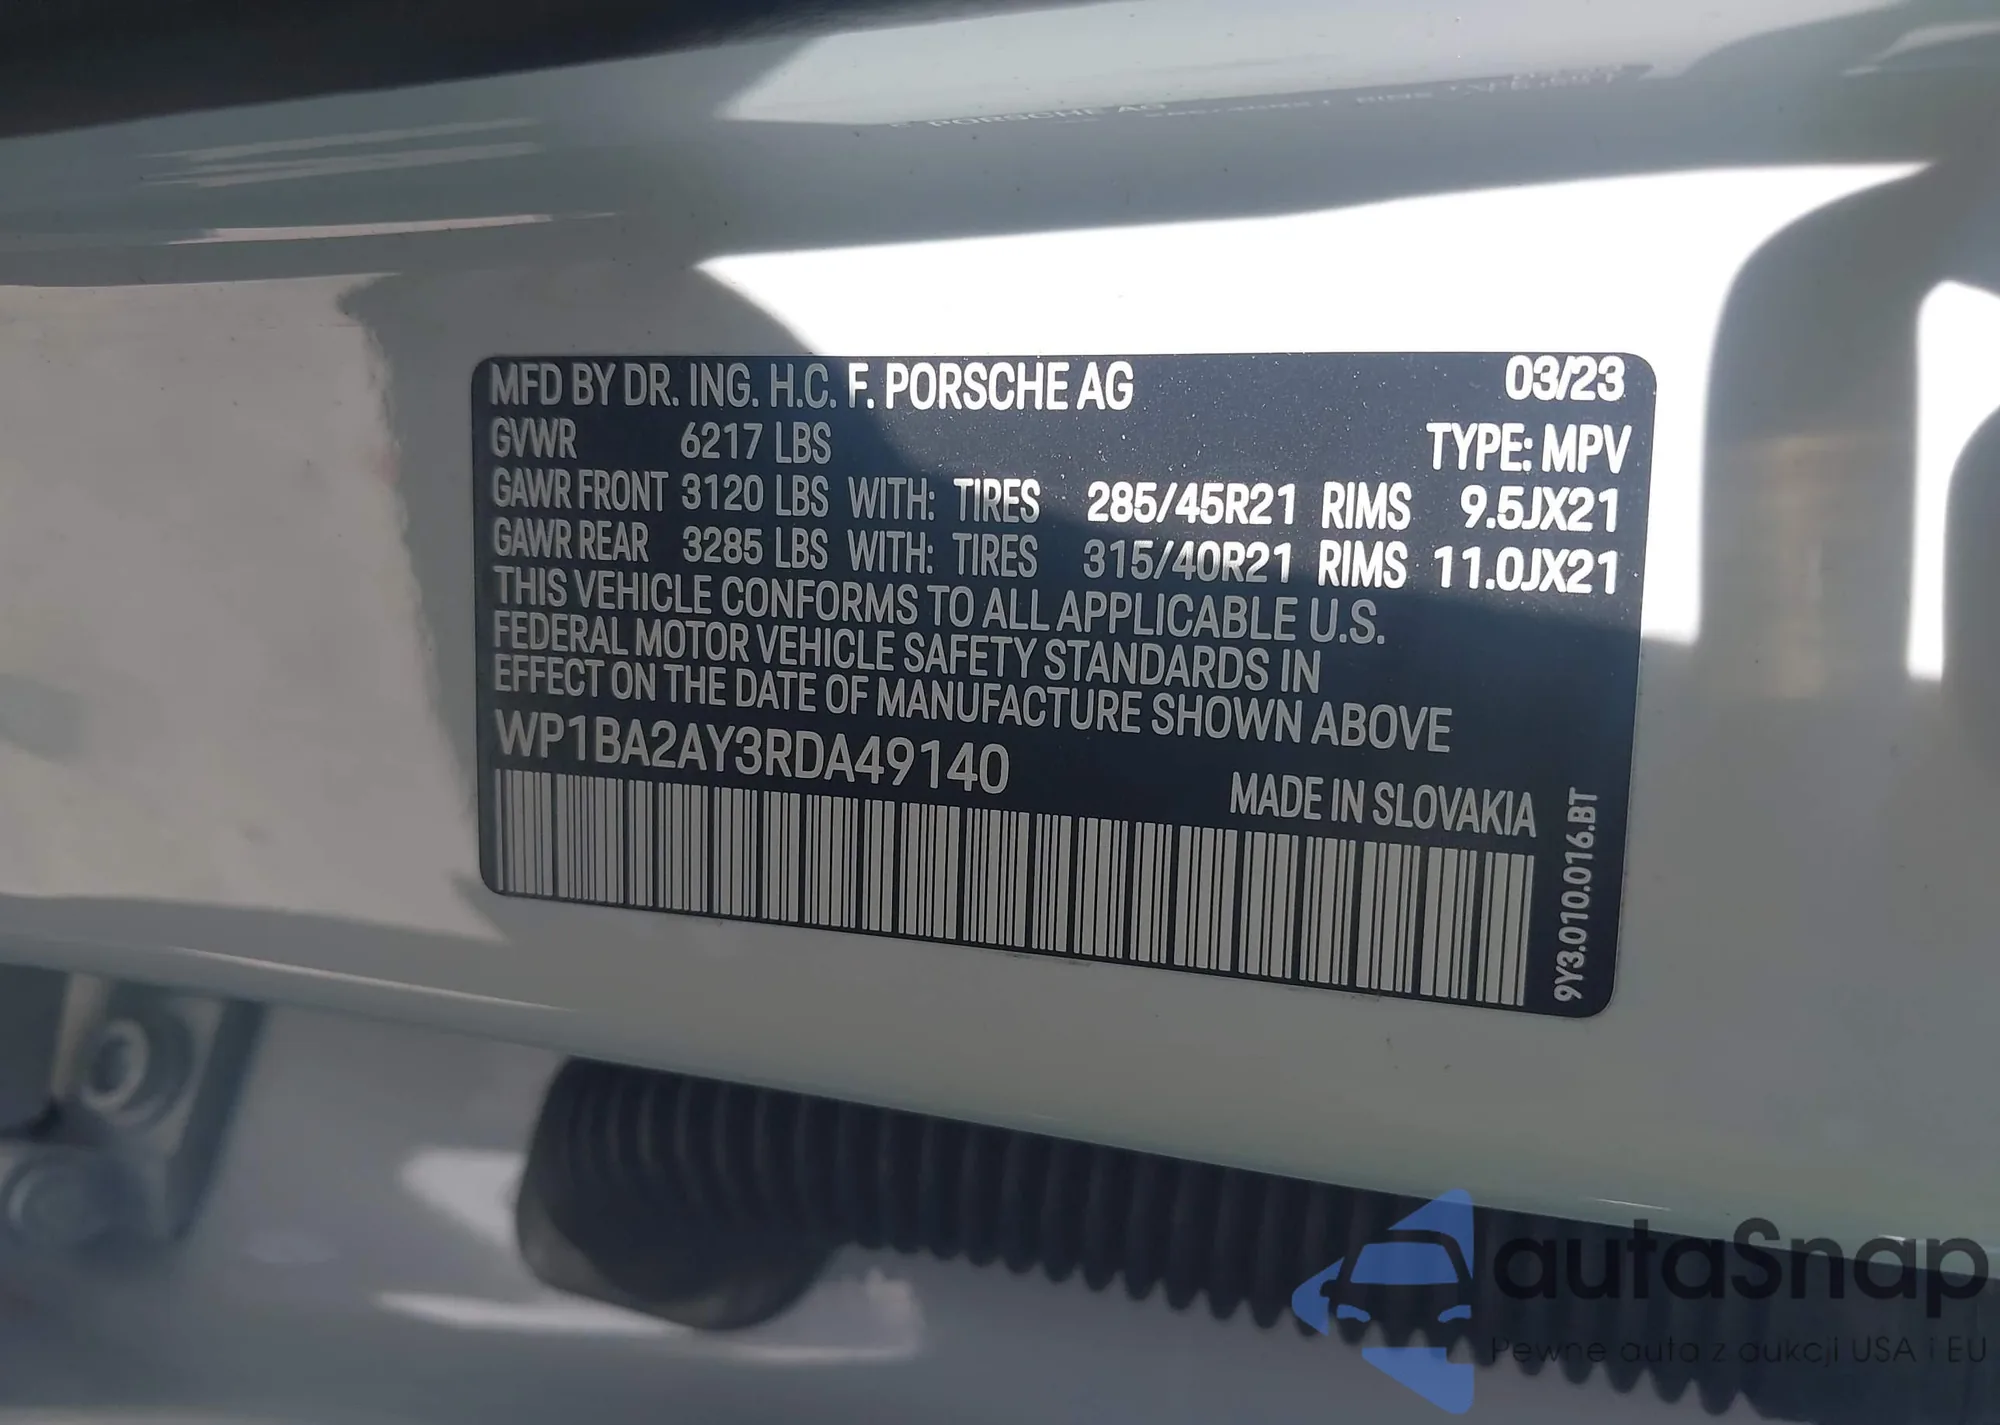 MFD BY DR. ING. H.C. F. PORSCHE AG 03/23
GVWR 6217 LBS TYPE: MPV
GAWR FRONT 3120 LBS WITH: TIRES 285/45R21 RIMS 9.5JX21
GAWR REAR 3285 LBS WITH: TIRES 315/40R21 RIMS 11.0JX21
THIS VEHICLE CONFORMS TO ALL APPLICABLE U.S.
FEDERAL MOTOR VEHICLE SAFETY STANDARDS IN
EFFECT ON THE DATE OF MANUFACTURE SHOWN ABOVE
WP1BA2AY3RDA49140
MADE IN SLOVAKIA
9Y3.010.016.BT
autaSnap
Pewne auta z aukcji USA i EU